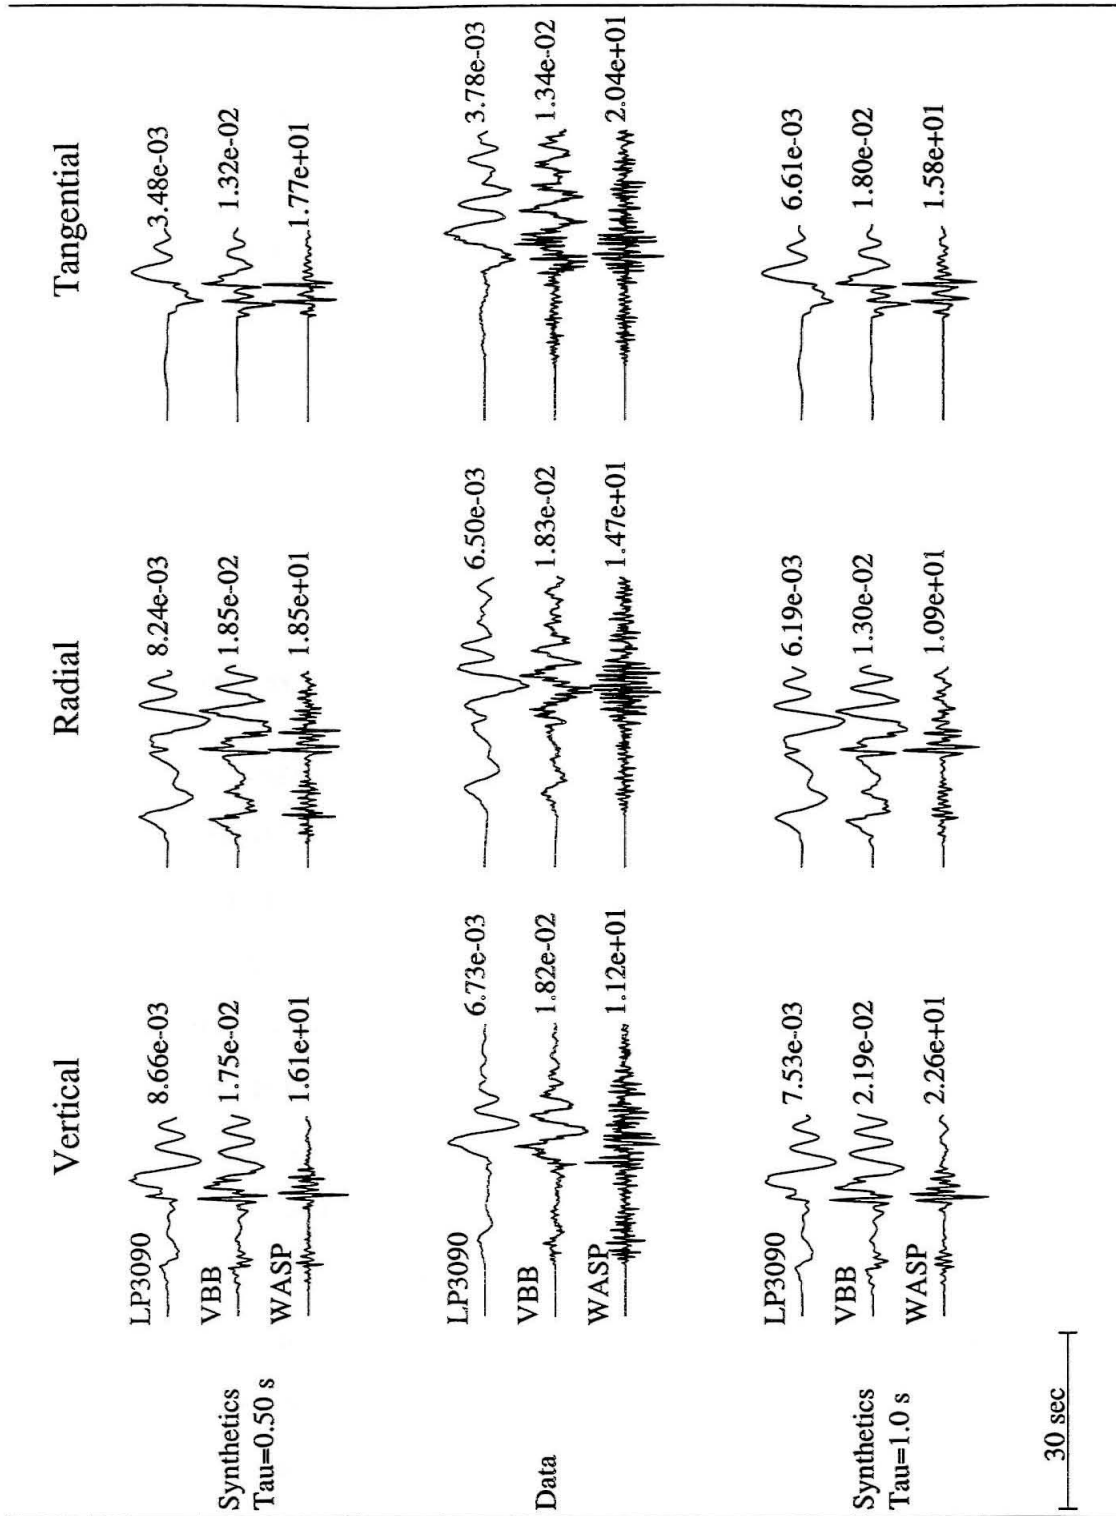 Vertical Radial Tangential
LP3090 8.66e-03 8.24e-03 3.48e-03
Synthetics
Tau=0.50 s
VBB 1.75e-02 1.85e-02 1.32e-02
WASP 1.61e+01 1.85e+01 1.77e+01
LP3090 6.73e-03 6.50e-03 3.78e-03
Data
VBB 1.82e-02 1.83e-02 1.34e-02
WASP 1.12e+01 1.47e+01 2.04e+01
LP3090 7.53e-03 6.19e-03 6.61e-03
Synthetics
Tau=1.0 s
VBB 2.19e-02 1.30e-02 1.80e-02
WASP 2.26e+01 1.09e+01 1.58e+01
30 sec